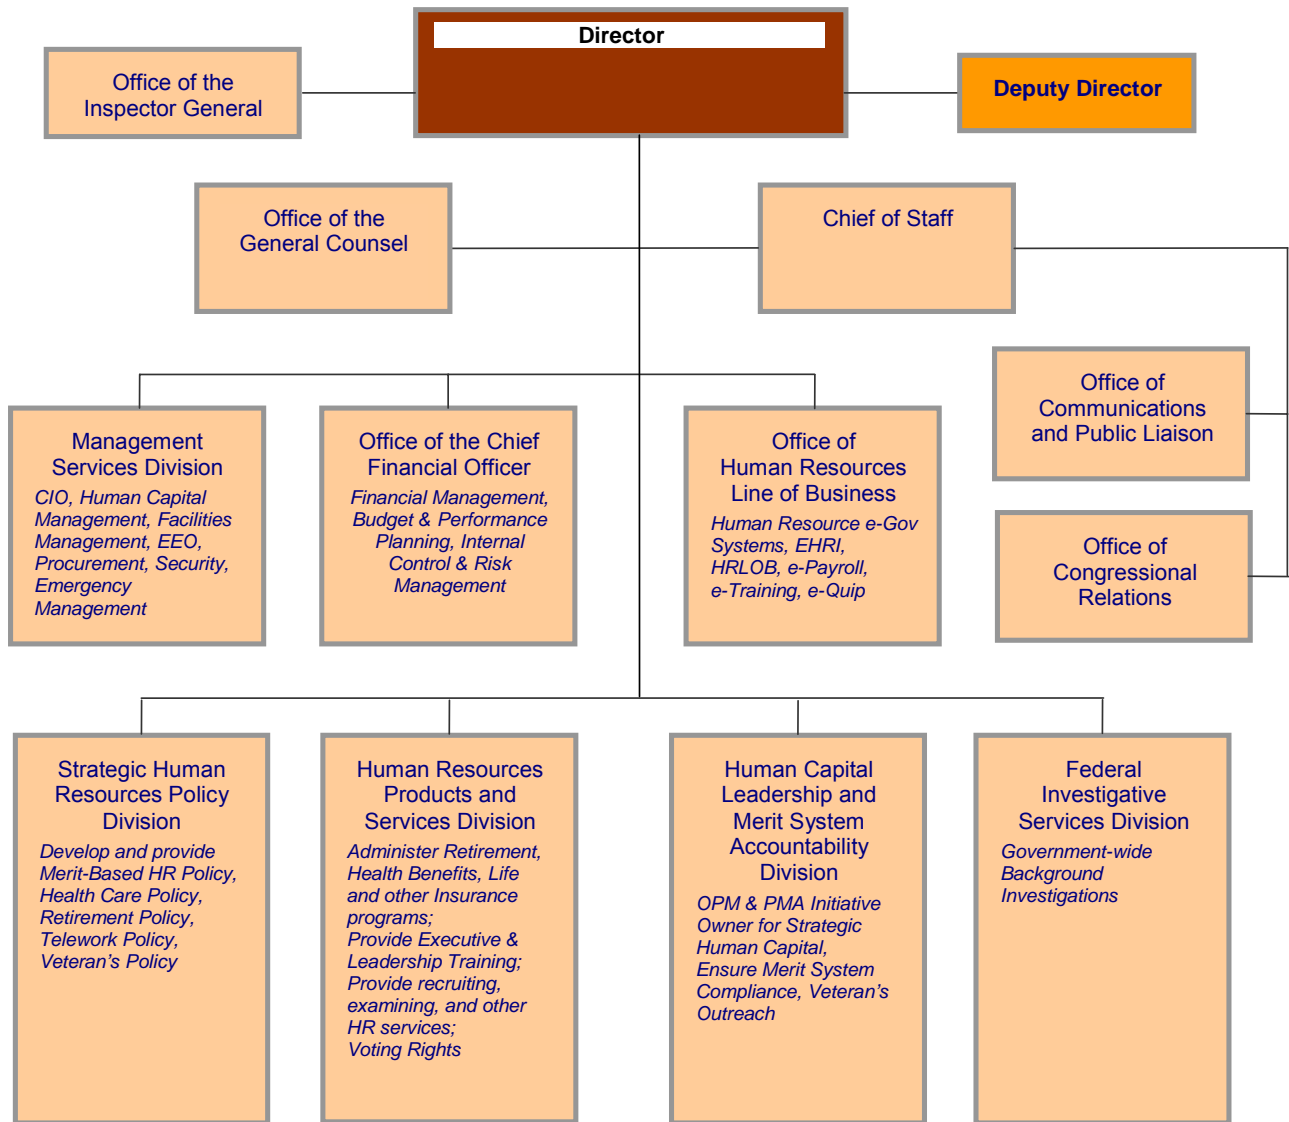 Director
Office of the
Inspector General
Deputy Director
Office of the
General Counsel
Chief of Staff
Office of
Communications
and Public Liaison
Office of
Congressional
Relations
Management
Services Division
CIO, Human Capital
Management, Facilities
Management, EEO,
Procurement, Security,
Emergency
Management
Office of the Chief
Financial Officer
Financial Management,
Budget & Performance
Planning, Internal
Control & Risk
Management
Office of
Human Resources
Line of Business
Human Resource e-Gov
Systems, EHRI,
HRLOB, e-Payroll,
e-Training, e-Quip
Strategic Human
Resources Policy
Division
Develop and provide
Merit-Based HR Policy,
Health Care Policy,
Retirement Policy,
Telework Policy,
Veteran’s Policy
Human Resources
Products and
Services Division
Administer Retirement,
Health Benefits, Life
and other Insurance
programs;
Provide Executive &
Leadership Training;
Provide recruiting,
examining, and other
HR services;
Voting Rights
Human Capital
Leadership and
Merit System
Accountability
Division
OPM & PMA Initiative
Owner for Strategic
Human Capital,
Ensure Merit System
Compliance, Veteran’s
Outreach
Federal
Investigative
Services Division
Government-wide
Background
Investigations